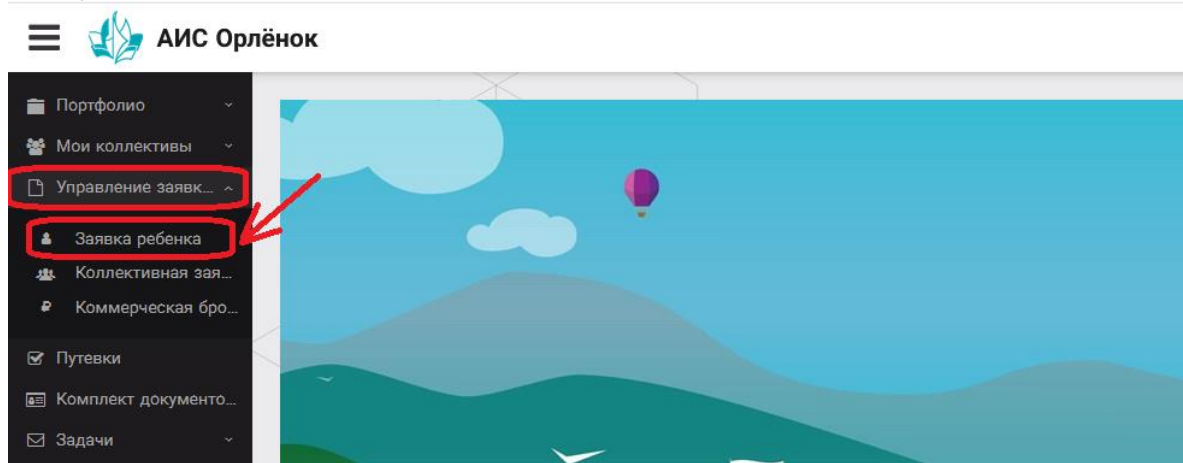 АИС Орлёнок
Портфолио
Мои коллективы
Управление заявк...
Заявка ребенка
Коллективная зая...
Коммерческая бро...
Путевки
Комплект документо...
Задачи